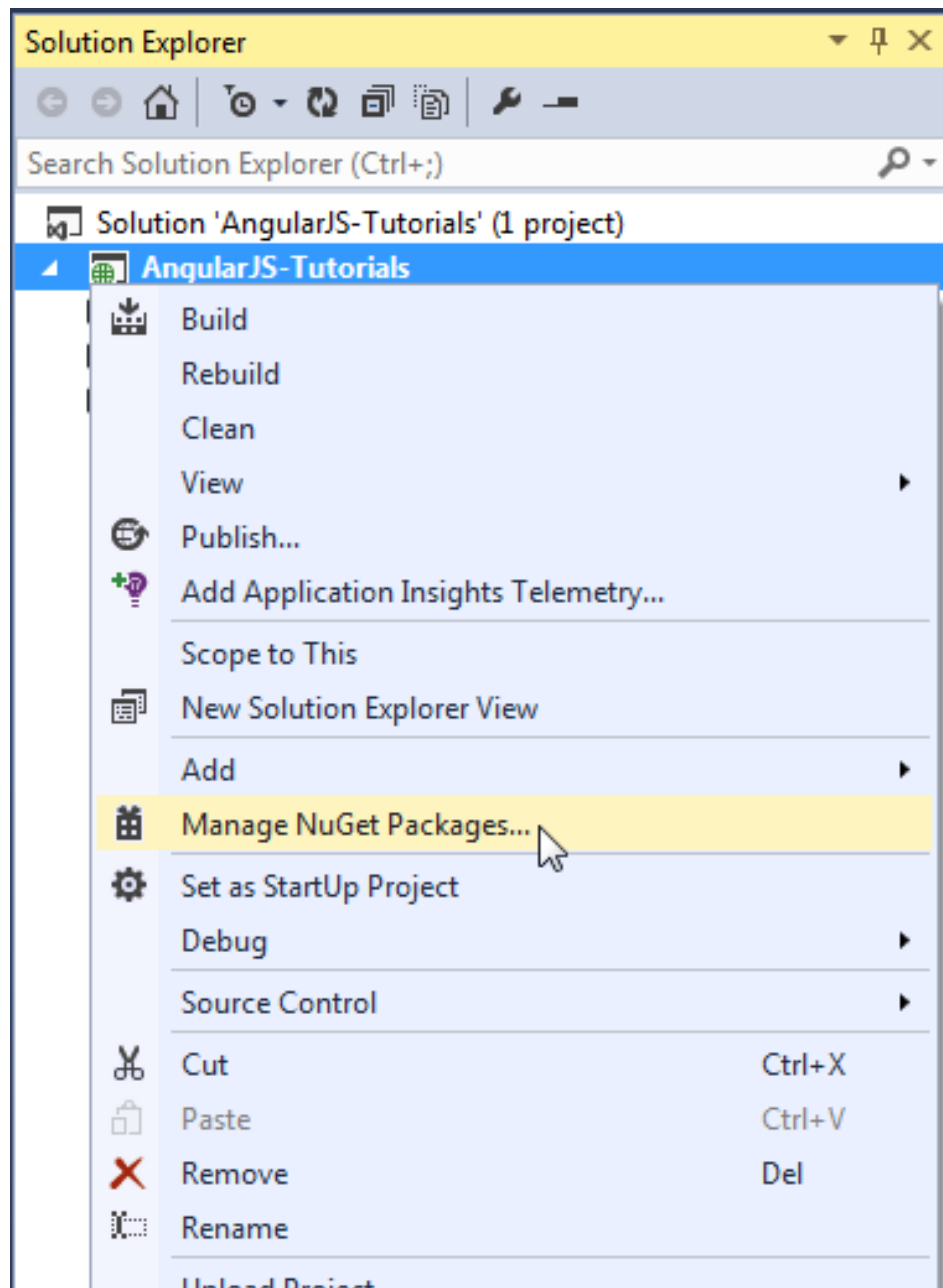 Solution Explorer
Search Solution Explorer (Ctrl+;)
Solution 'AngularJS-Tutorials' (1 project)
AngularJS-Tutorials
Build
Rebuild
Clean
View
Publish...
Add Application Insights Telemetry...
Scope to This
New Solution Explorer View
Add
Manage NuGet Packages...
Set as StartUp Project
Debug
Source Control
Cut Ctrl+X
Paste Ctrl+V
Remove Del
Rename
Upload Project